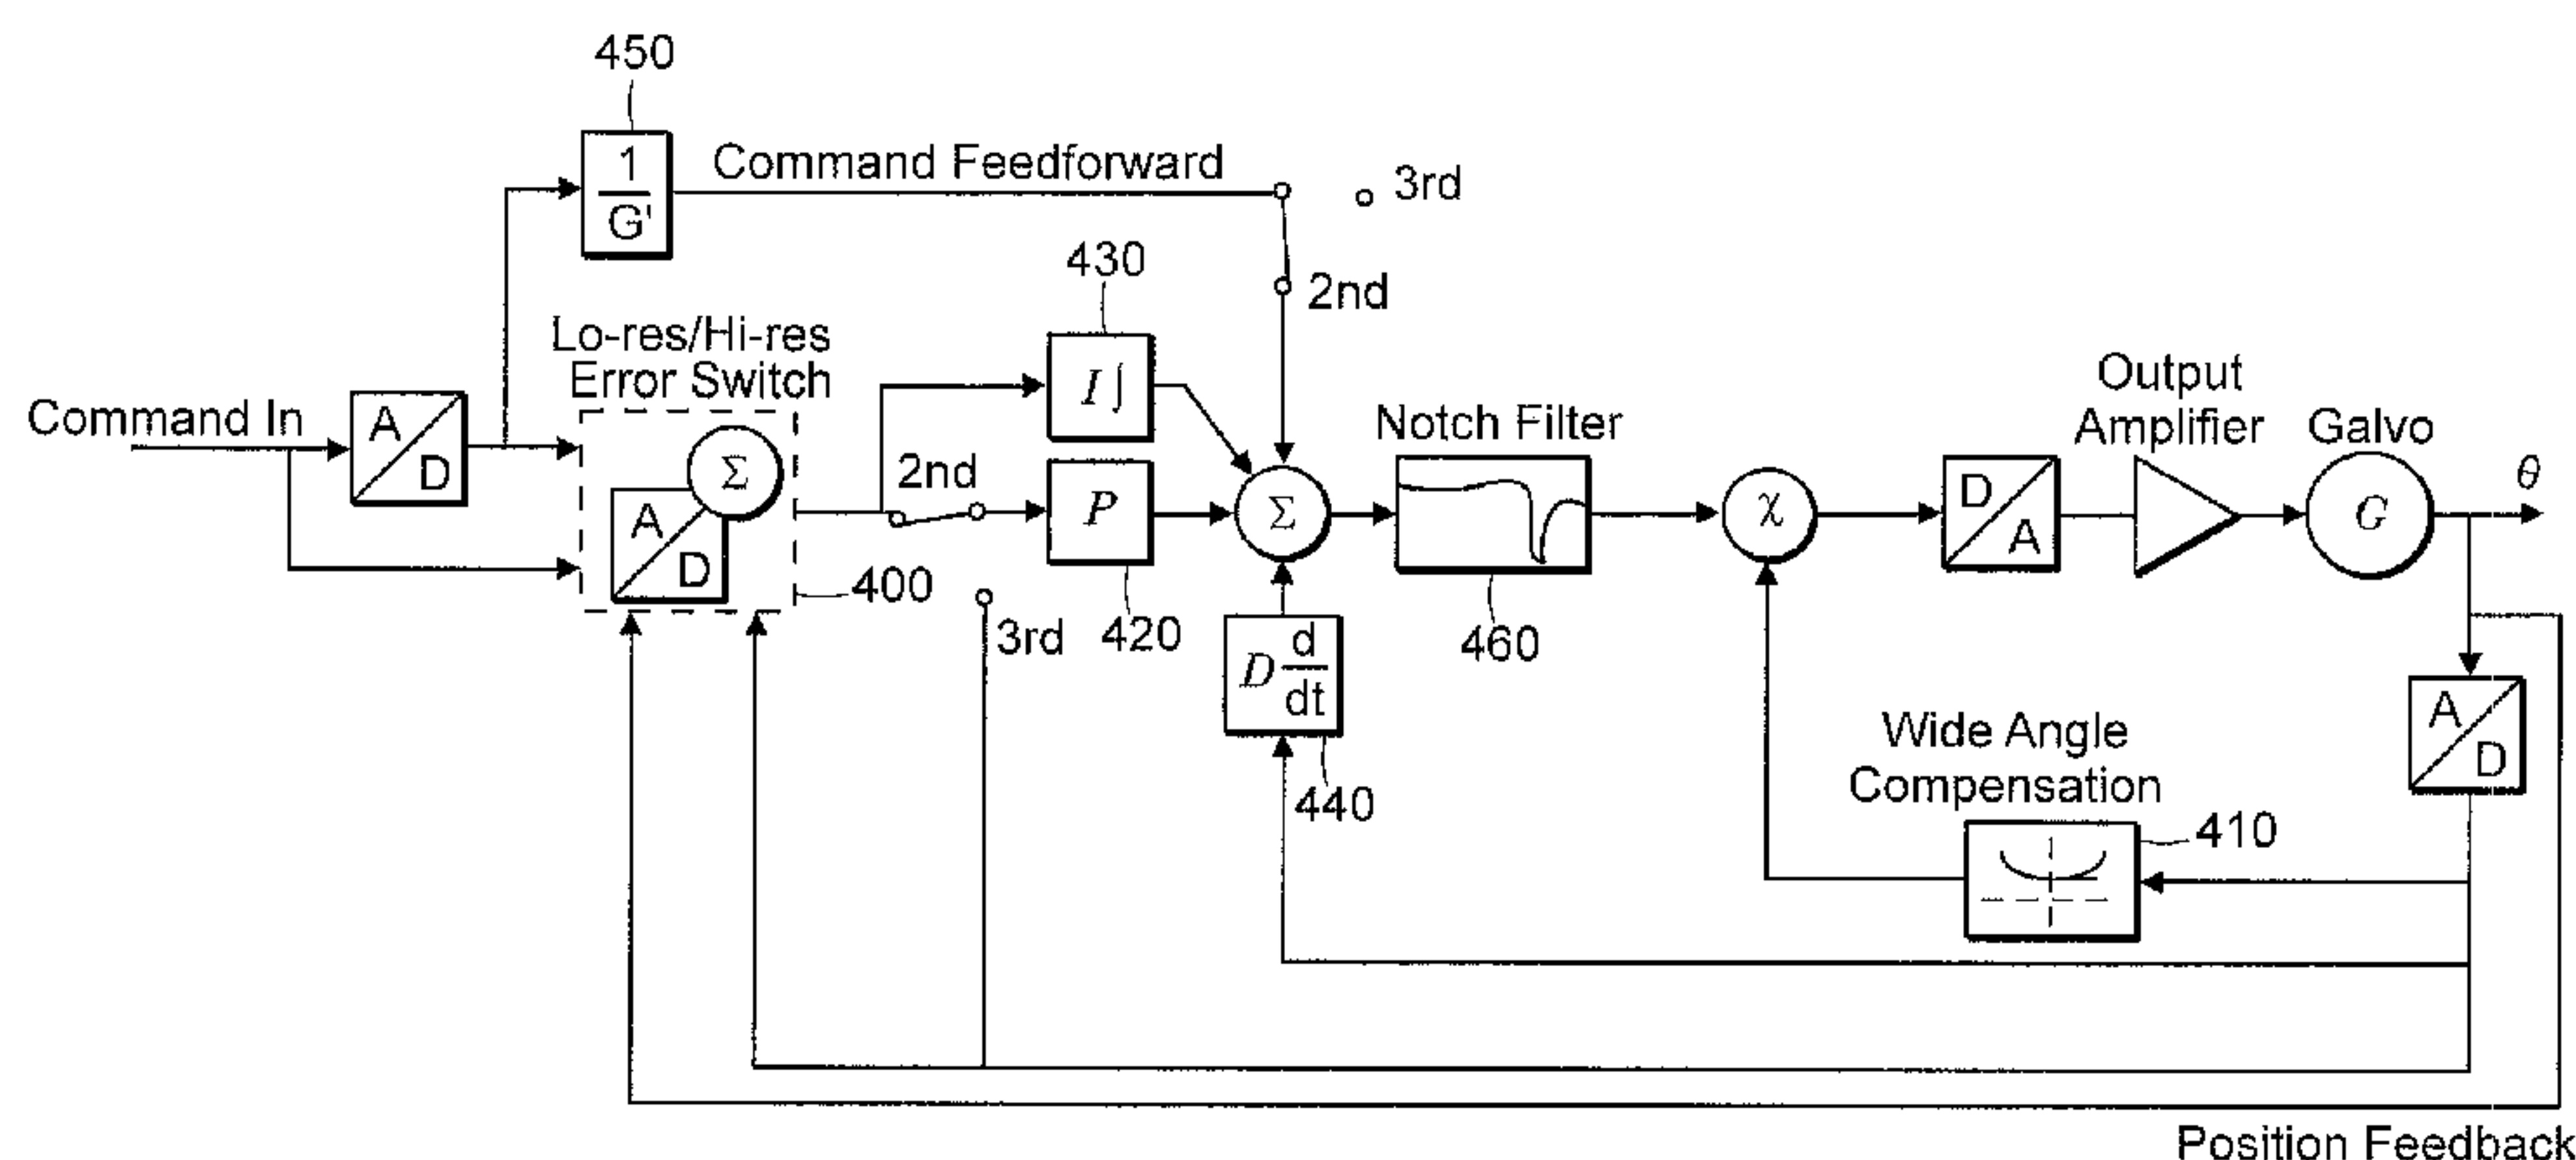 450
1
G'
Command Feedforward
3rd
2nd
430
I ∫
Lo-res/Hi-res
Error Switch
Command In
A
D
Σ
A
D
400
2nd
3rd
P
420
Σ
D d
dt
440
Notch Filter
460
χ
D
A
Output
Amplifier
Galvo
G
θ
A
D
Wide Angle
Compensation
410
Position Feedback